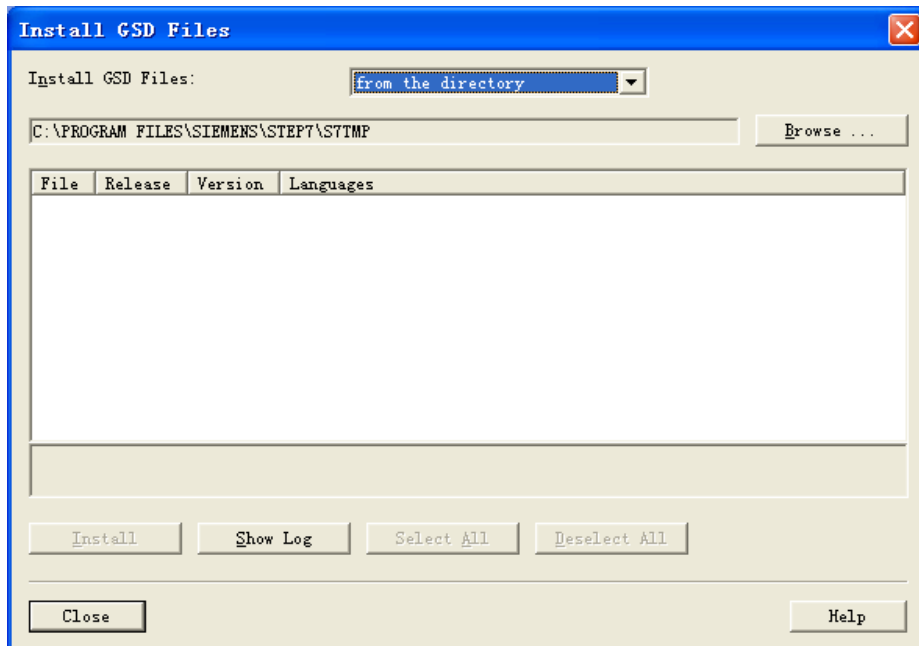 Install GSD Files
Install GSD Files: from the directory
C:\PROGRAM FILES\SIEMENS\STEP7\S7TMP Browse ...
File Release Version Languages
Install Show Log Select All Deselect All
Close Help